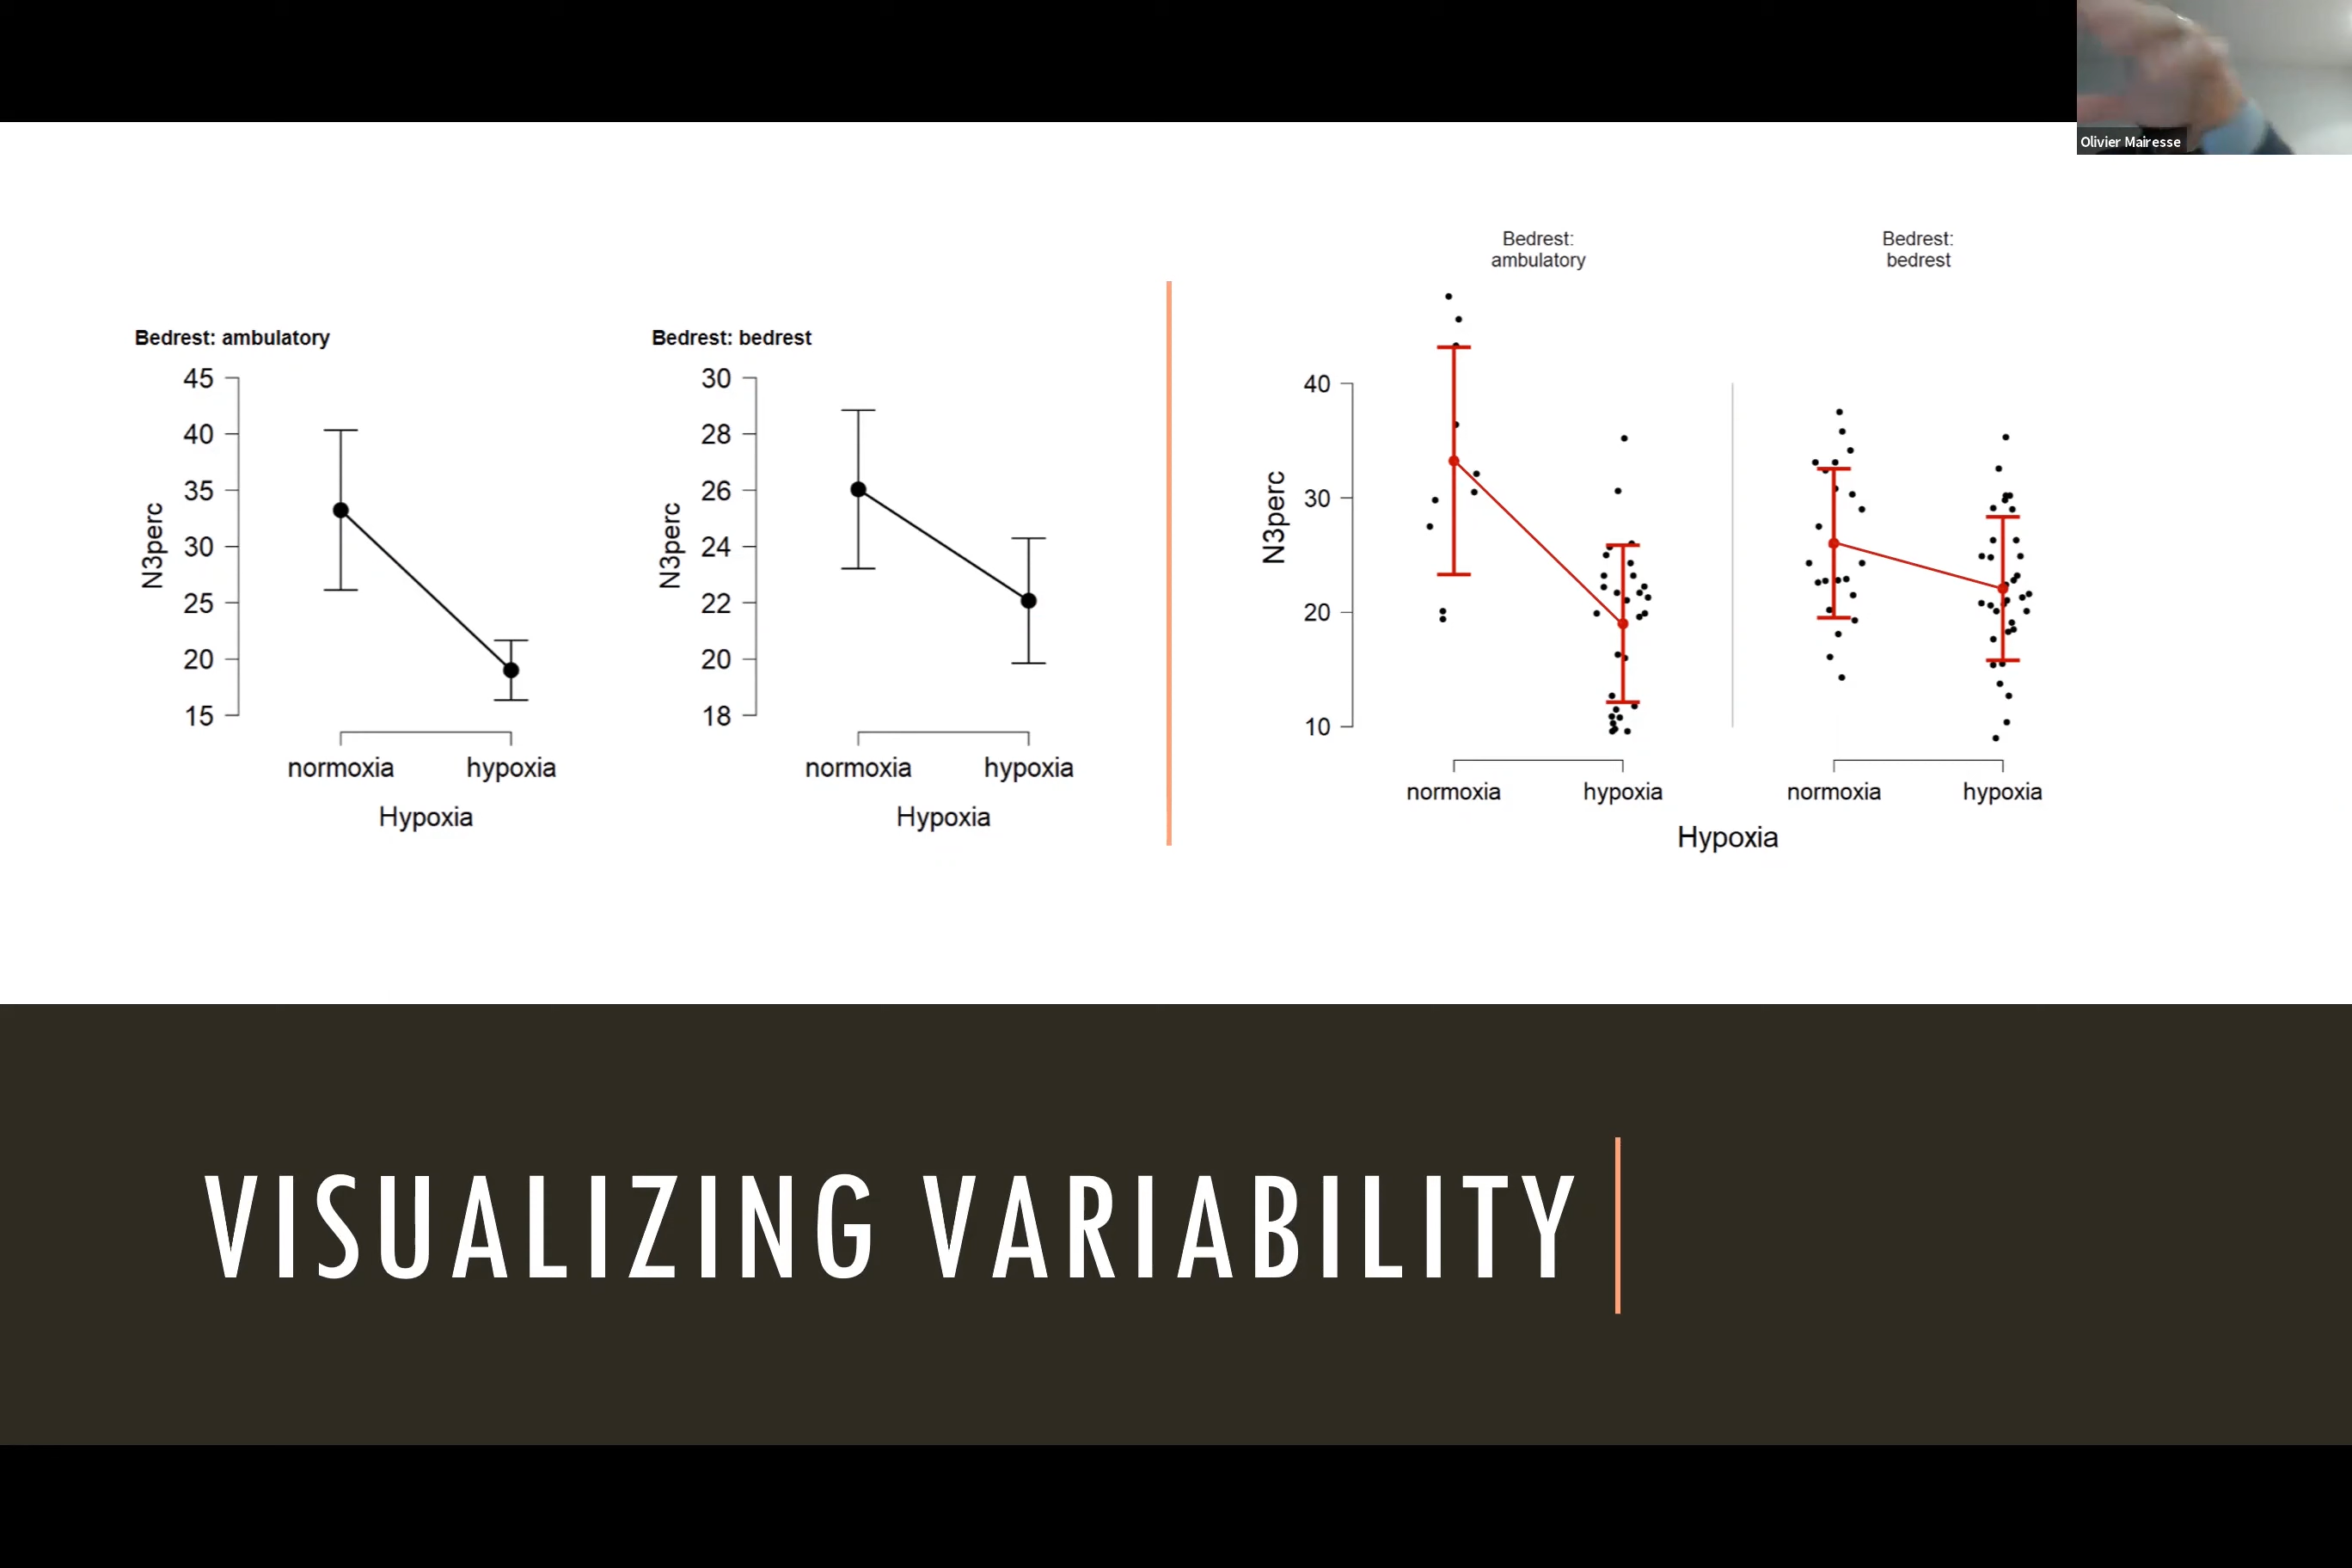 Olivier Mairesse
Bedrest: ambulatory
45
40
35
30
25
20
15
N3perc
normoxia hypoxia
Hypoxia
Bedrest: bedrest
30
28
26
24
22
20
18
N3perc
normoxia hypoxia
Hypoxia
Bedrest:
ambulatory
Bedrest:
bedrest
40
30
20
10
N3perc
normoxia hypoxia normoxia hypoxia
Hypoxia
VISUALIZING VARIABILITY